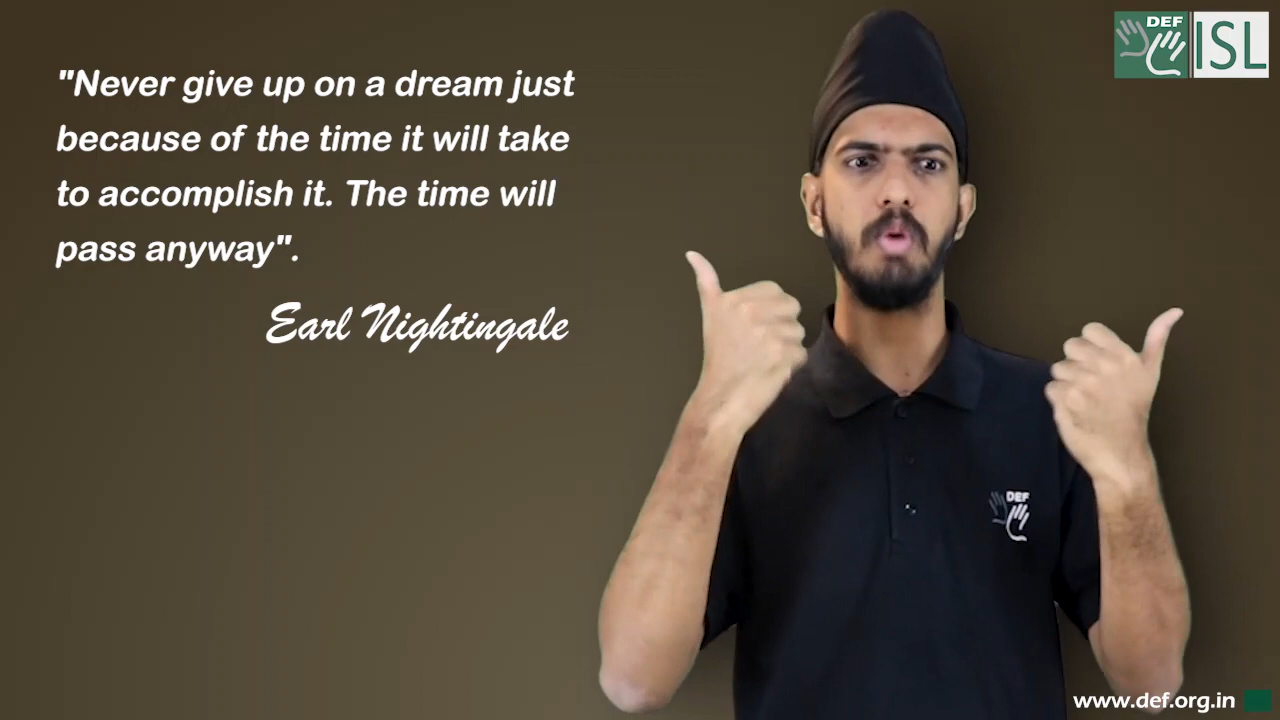 "Never give up on a dream just
because of the time it will take
to accomplish it. The time will
pass anyway".
Earl Nightingale
DEF
ISL
DEF
www.def.org.in